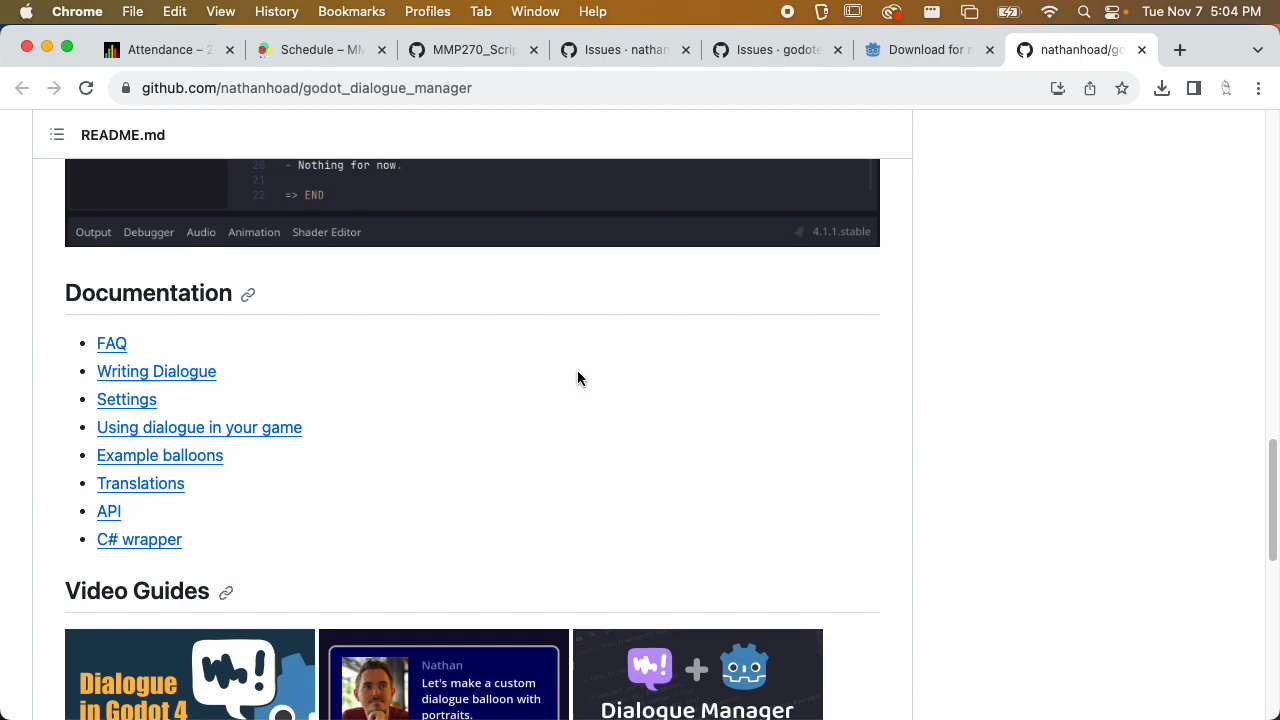 Chrome File Edit View History Bookmarks Profiles Tab Window Help Tue Nov 7 5:04 PM
Attendance – 2 Schedule – MM MMP270_Scrip Issues · nathan Issues · godote Download for m nathanhoad/go
github.com/nathanhoad/godot_dialogue_manager
README.md
20 - Nothing for now.
21
22 => END
Output Debugger Audio Animation Shader Editor 4.1.1.stable
Documentation
• FAQ
• Writing Dialogue
• Settings
• Using dialogue in your game
• Example balloons
• Translations
• API
• C# wrapper
Video Guides
Dialogue
in Godot 4
Nathan
Let's make a custom
dialogue balloon with
portraits.
Dialogue Manager